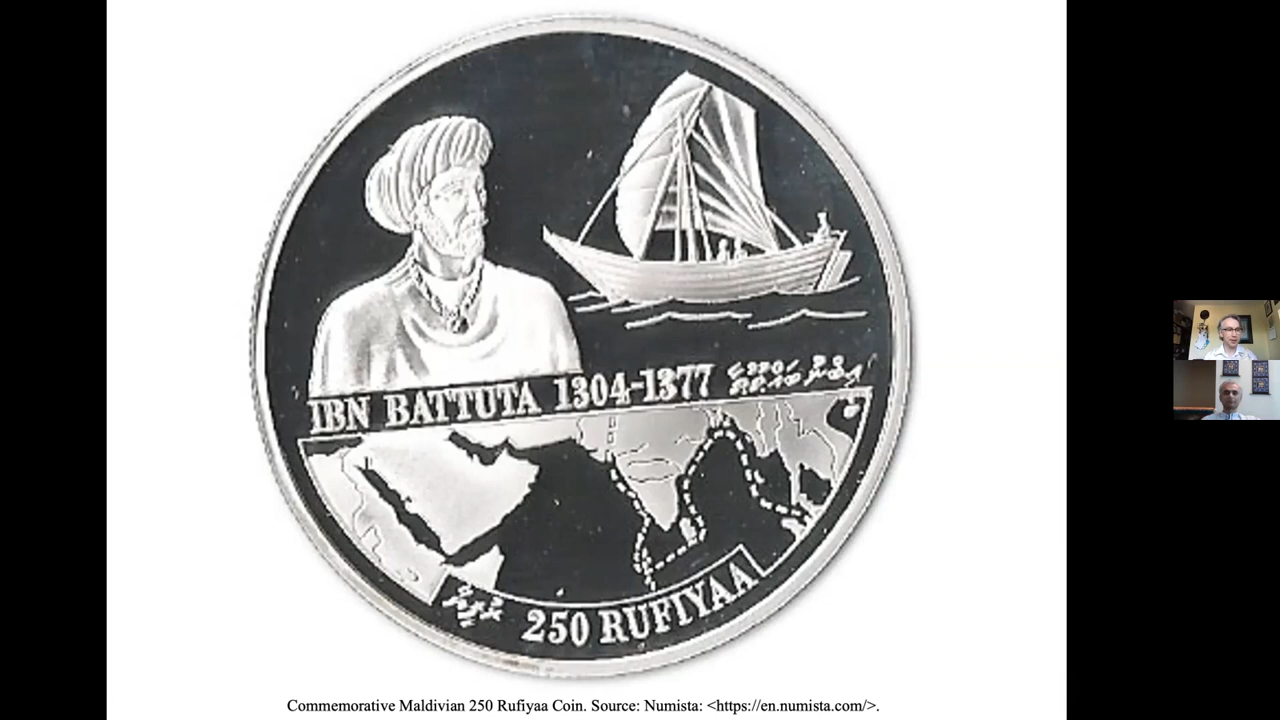 IBN BATTUTA 1304-1377
250 RUFIYAA
Commemorative Maldivian 250 Rufiyaa Coin. Source: Numista: <https://en.numista.com/>.